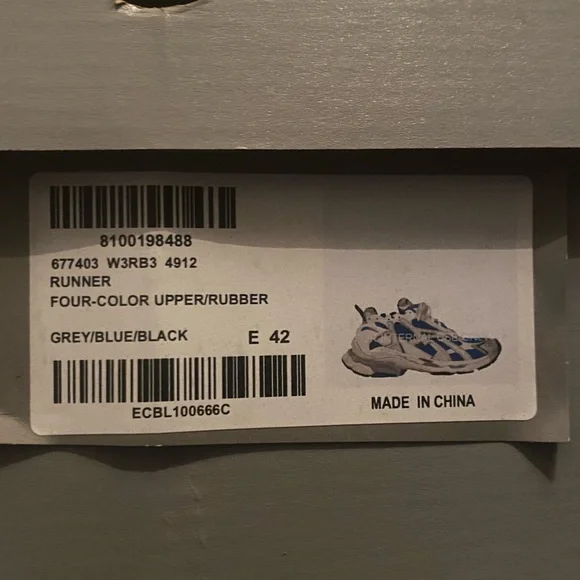 8100198488
677403 W3RB3 4912
RUNNER
FOUR-COLOR UPPER/RUBBER
GREY/BLUE/BLACK E 42
ECBL100666C
MADE IN CHINA